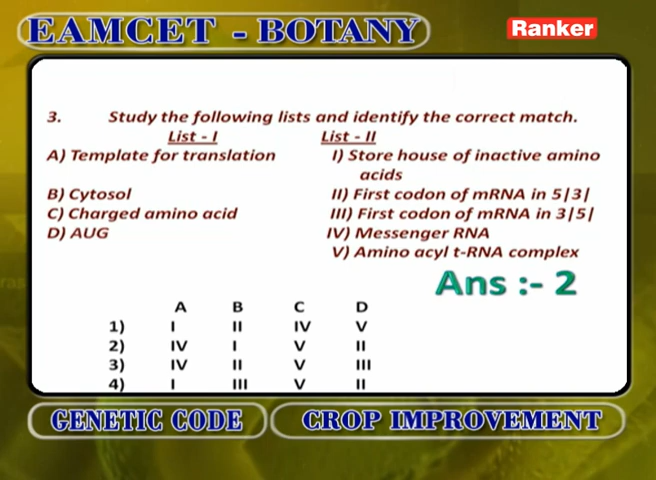 EAMCET - BOTANY
Ranker
3. Study the following lists and identify the correct match.
List - I List - II
A) Template for translation I) Store house of inactive amino
acids
B) Cytosol II) First codon of mRNA in 5|3|
C) Charged amino acid III) First codon of mRNA in 3|5|
D) AUG IV) Messenger RNA
V) Amino acyl t-RNA complex
Ans :- 2
A B C D
1) I II IV V
2) IV I V II
3) IV II V III
4) I III V II
GENETIC CODE CROP IMPROVEMENT